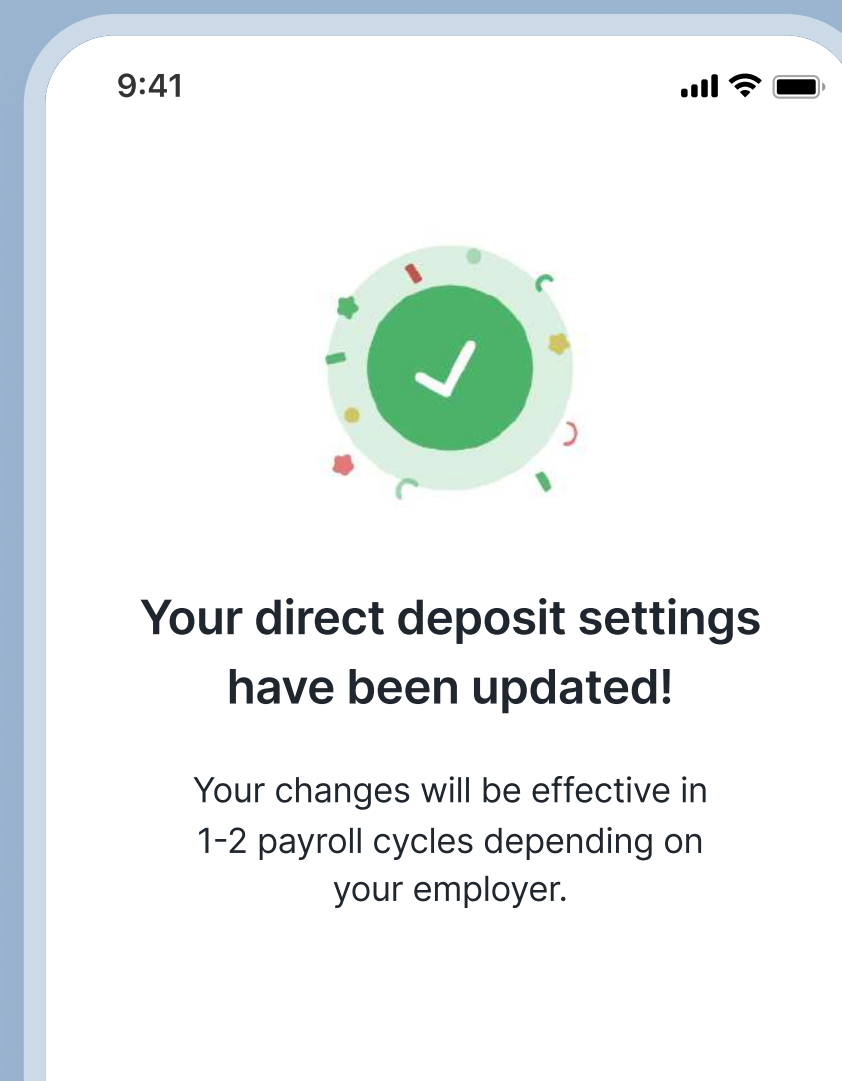 9:41
Your direct deposit settings
have been updated!
Your changes will be effective in
1-2 payroll cycles depending on
your employer.